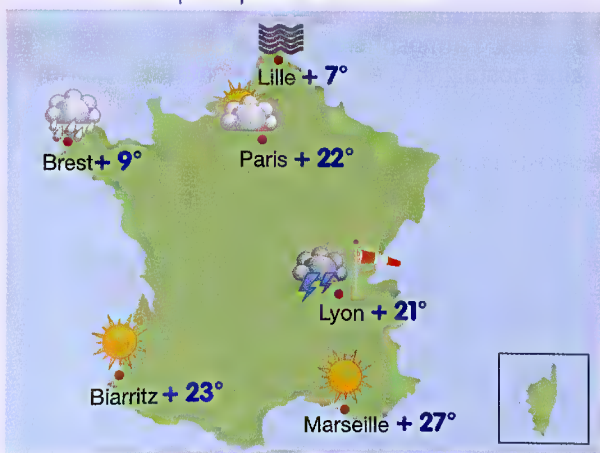 Lille + 7°
Brest + 9°
Paris + 22°
Lyon + 21°
Biarritz + 23°
Marseille + 27°